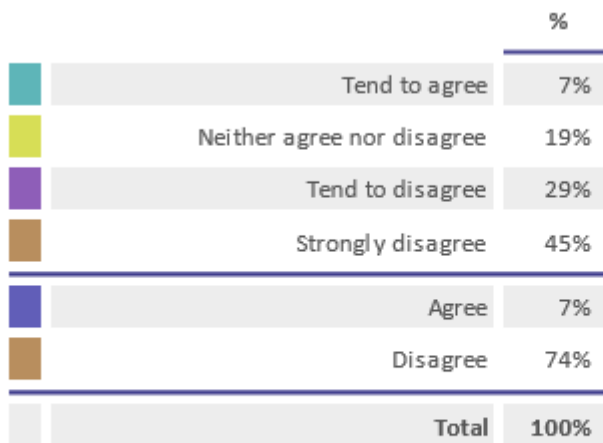 %
Tend to agree 7%
Neither agree nor disagree 19%
Tend to disagree 29%
Strongly disagree 45%
Agree 7%
Disagree 74%
Total 100%